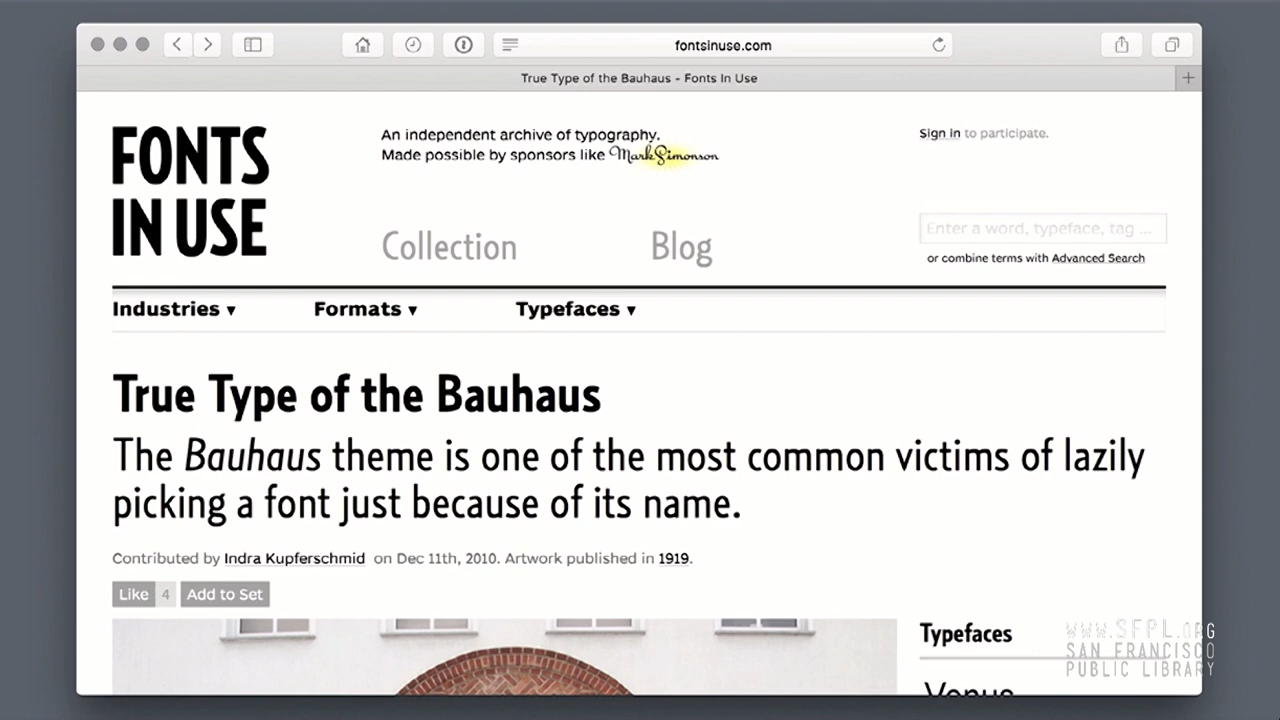 fontsinuse.com
True Type of the Bauhaus - Fonts In Use
FONTS
IN USE
An independent archive of typography.
Made possible by sponsors like Mark Simonson
Sign in to participate.
Collection
Blog
Enter a word, typeface, tag ...
or combine terms with Advanced Search
Industries ▾
Formats ▾
Typefaces ▾
True Type of the Bauhaus
The Bauhaus theme is one of the most common victims of lazily
picking a font just because of its name.
Contributed by Indra Kupferschmid on Dec 11th, 2010. Artwork published in 1919.
Like 4 Add to Set
Typefaces
Venus
WWW.SFPL.ORG
SAN FRANCISCO
PUBLIC LIBRARY